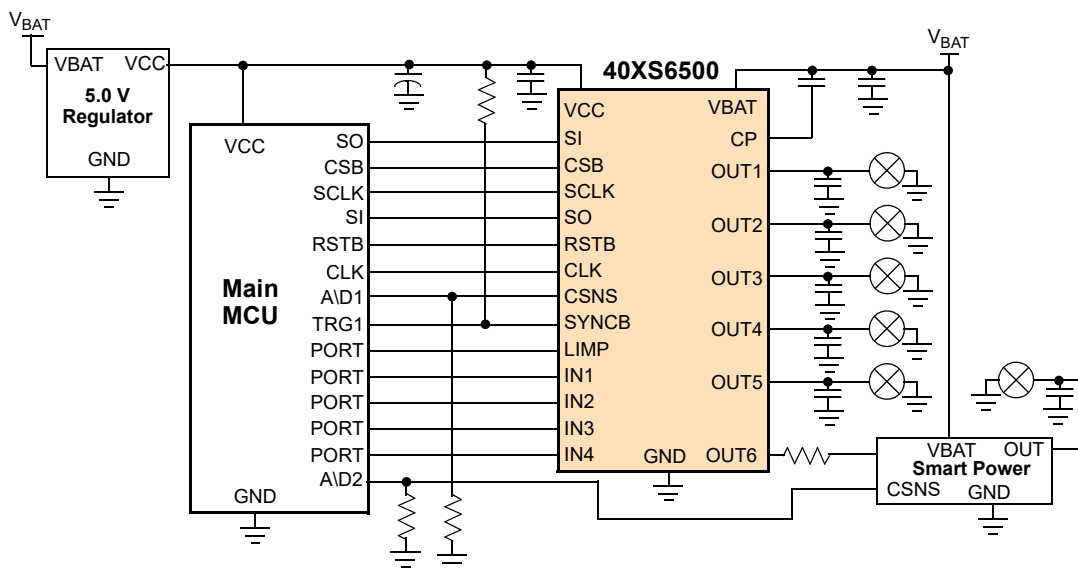 VBAT
VBAT VCC
5.0 V
Regulator
GND
Main
MCU
VCC
SO
CSB
SCLK
SI
RSTB
CLK
A\D1
TRG1
PORT
PORT
PORT
PORT
PORT
A\D2
GND
40XS6500
VCC
SI
CSB
SCLK
SO
RSTB
CLK
CSNS
SYNCB
LIMP
IN1
IN2
IN3
IN4
GND
VBAT
CP
OUT1
OUT2
OUT3
OUT4
OUT5
OUT6
VBAT
VBAT OUT
Smart Power
CSNS GND